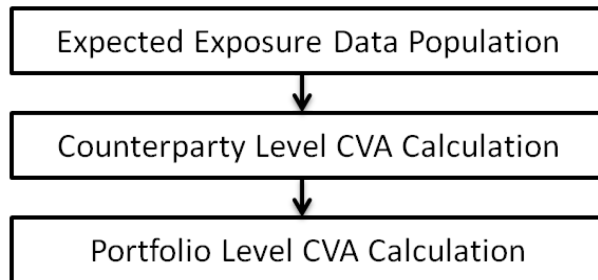 Expected Exposure Data Population
Counterparty Level CVA Calculation
Portfolio Level CVA Calculation